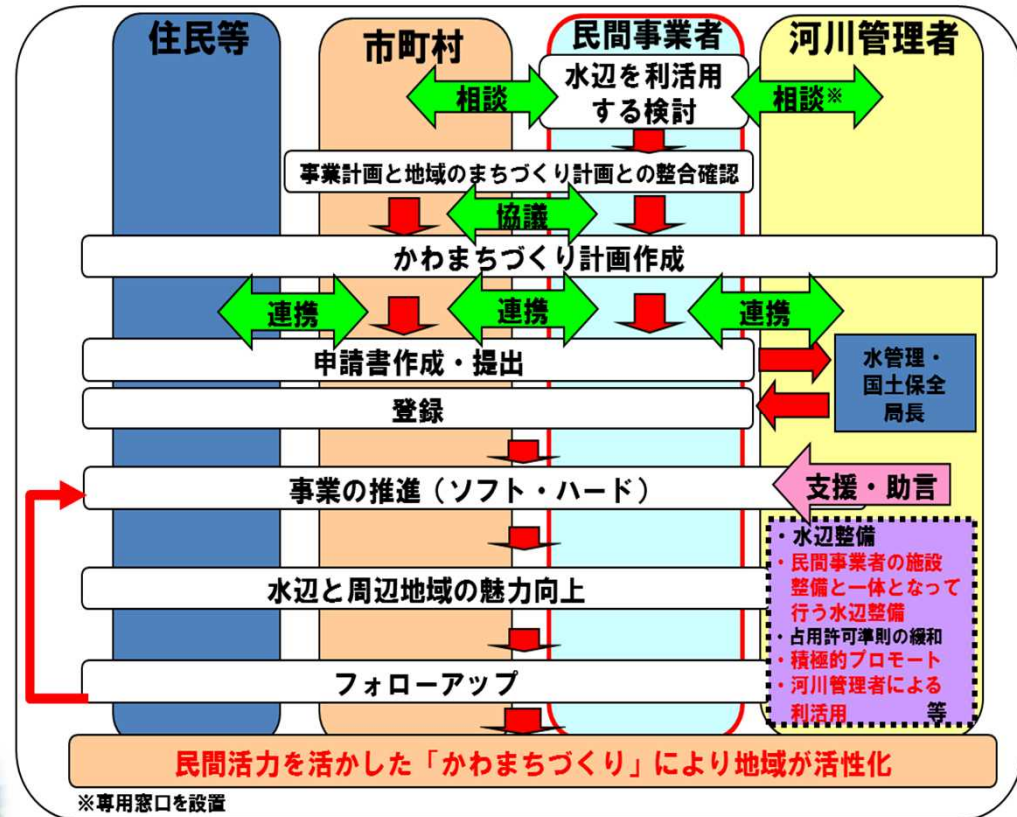 住民等
市町村
民間事業者
河川管理者
相談
水辺を利活用
する検討
相談※
事業計画と地域のまちづくり計画との整合確認
協議
かわまちづくり計画作成
連携
連携
連携
申請書作成・提出
水管理・
国土保全
局長
登録
事業の推進（ソフト・ハード）
支援・助言
・水辺整備
・民間事業者の施設
整備と一体となって
行う水辺整備
・占用許可準則の緩和
・積極的プロモート
・河川管理者による
利活用 等
水辺と周辺地域の魅力向上
フォローアップ
民間活力を活かした「かわまちづくり」により地域が活性化
※専用窓口を設置